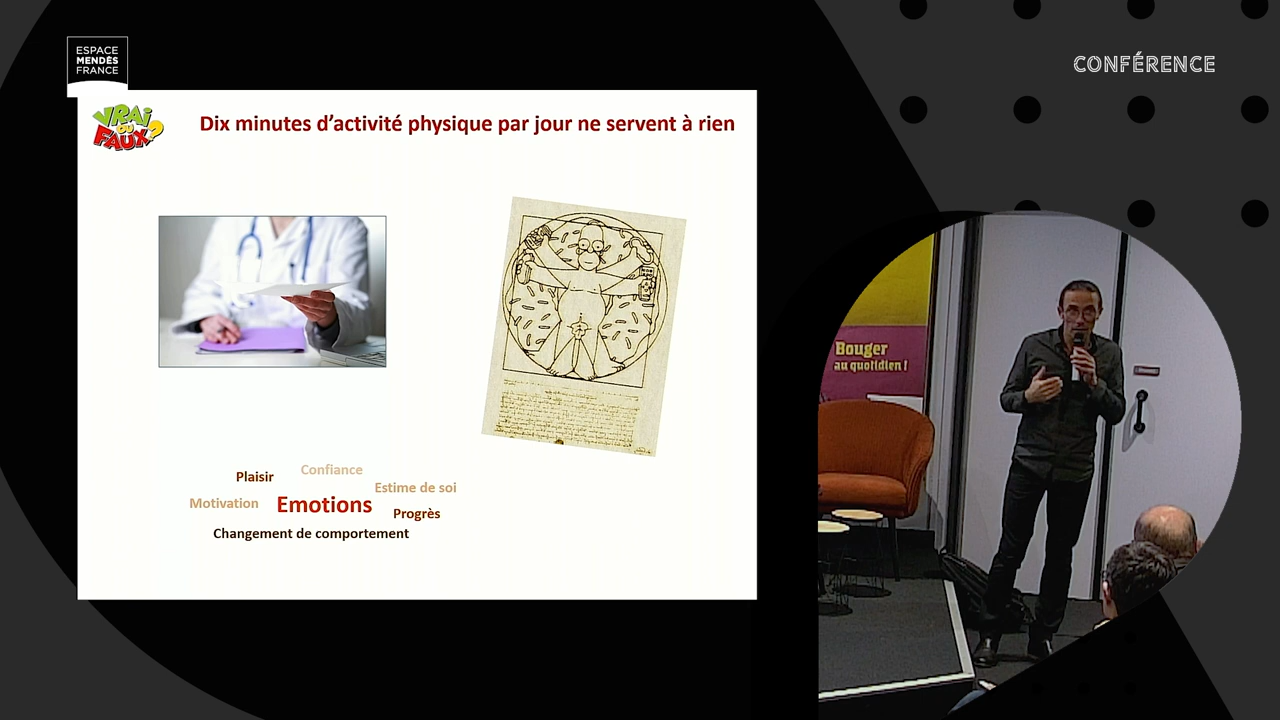 ESPACE
MENDÈS
FRANCE
CONFÉRENCE
VRAI
OU
FAUX?
Dix minutes d'activité physique par jour ne servent à rien
Plaisir
Confiance
Estime de soi
Motivation
Emotions
Progrès
Changement de comportement
Bouger
au quotidien !